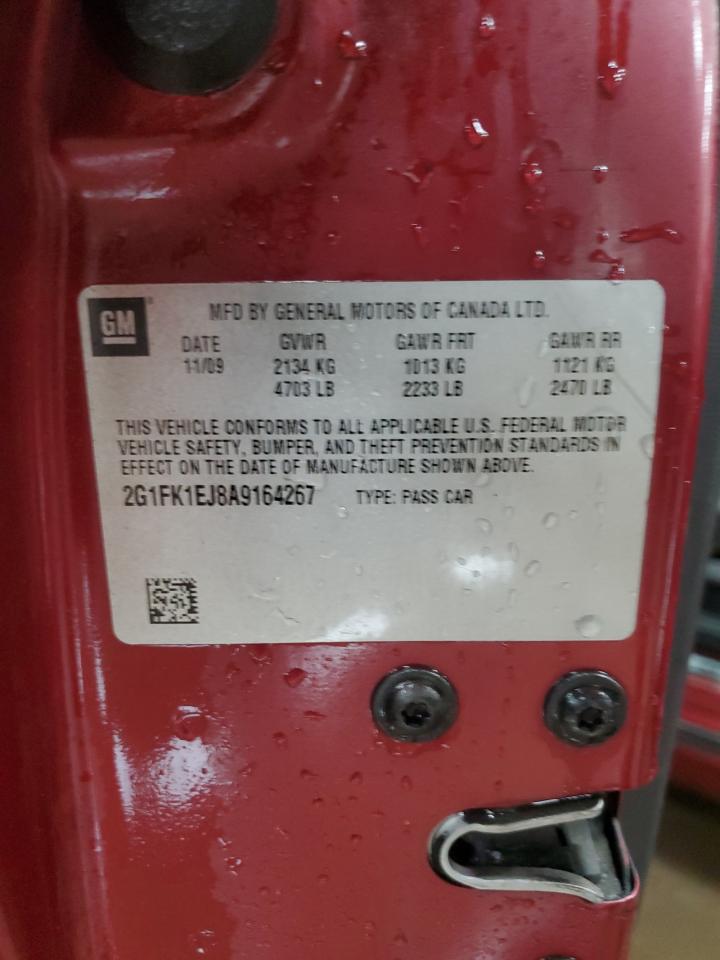 GM
MFD BY GENERAL MOTORS OF CANADA LTD.
DATE GVWR GAWR FRT GAWR RR
11/09 2134 KG 1013 KG 1121 KG
4703 LB 2233 LB 2470 LB
THIS VEHICLE CONFORMS TO ALL APPLICABLE U.S. FEDERAL MOTOR
VEHICLE SAFETY, BUMPER, AND THEFT PREVENTION STANDARDS IN
EFFECT ON THE DATE OF MANUFACTURE SHOWN ABOVE.
2G1FK1EJ8A9164267 TYPE: PASS CAR